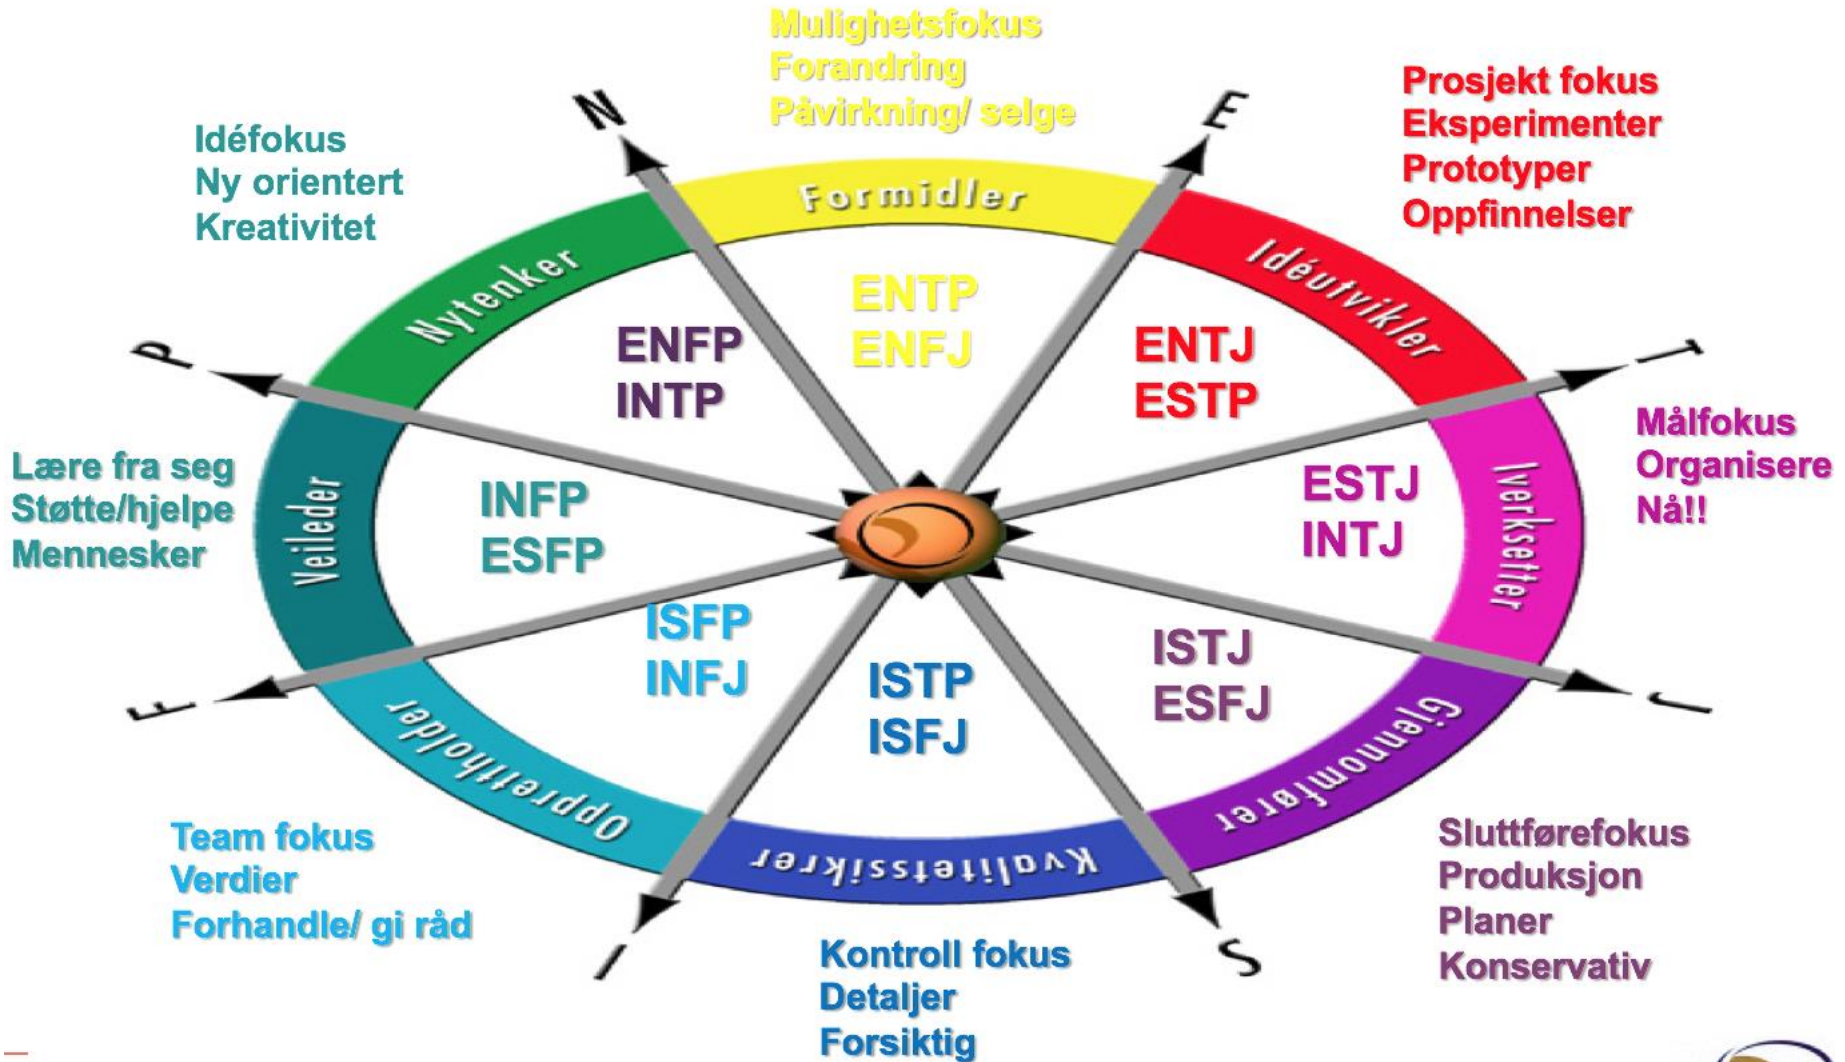 Mulighetsfokus
Forandring
Påvirkning/ selge
N
E
Prosjekt fokus
Eksperimenter
Prototyper
Oppfinnelser
Idéfokus
Ny orientert
Kreativitet
Formidler
Nytenker
Idéutvikler
ENTP
ENFJ
ENFP
INTP
ENTJ
ESTP
P
T
Målfokus
Organisere
Nå!!
Lære fra seg
Støtte/hjelpe
Mennesker
Veileder
INFP
ESFP
ESTJ
INTJ
Iverksetter
ISFP
INFJ
ISTP
ISFJ
ISTJ
ESFJ
F
J
Opprettholder
Kvalitetssikrer
Gjennomfører
Team fokus
Verdier
Forhandle/ gi råd
I
S
Sluttførefokus
Produksjon
Planer
Konservativ
Kontroll fokus
Detaljer
Forsiktig